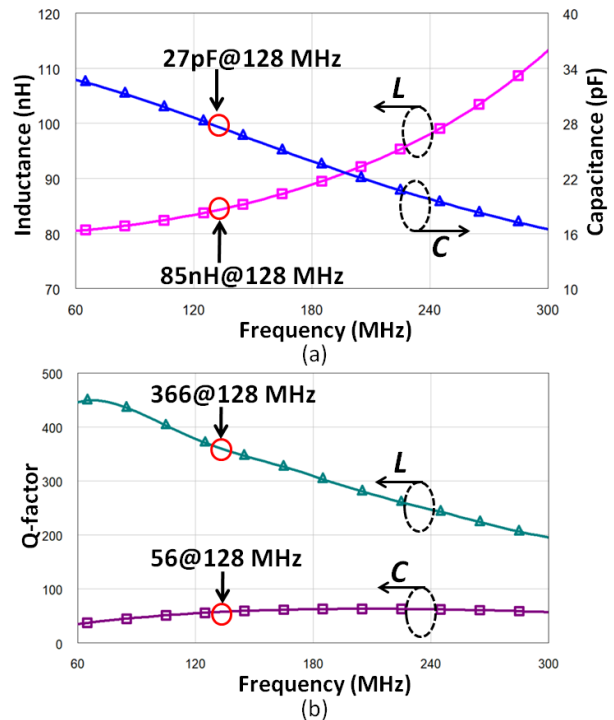 120
110
100
90
80
70
Inductance (nH)
27pF@128 MHz
L
C
85nH@128 MHz
40
34
28
22
16
10
Capacitance (pF)
60
120
180
240
300
Frequency (MHz)
(a)
500
400
300
200
100
0
Q-factor
366@128 MHz
L
56@128 MHz
C
60
120
180
240
300
Frequency (MHz)
(b)